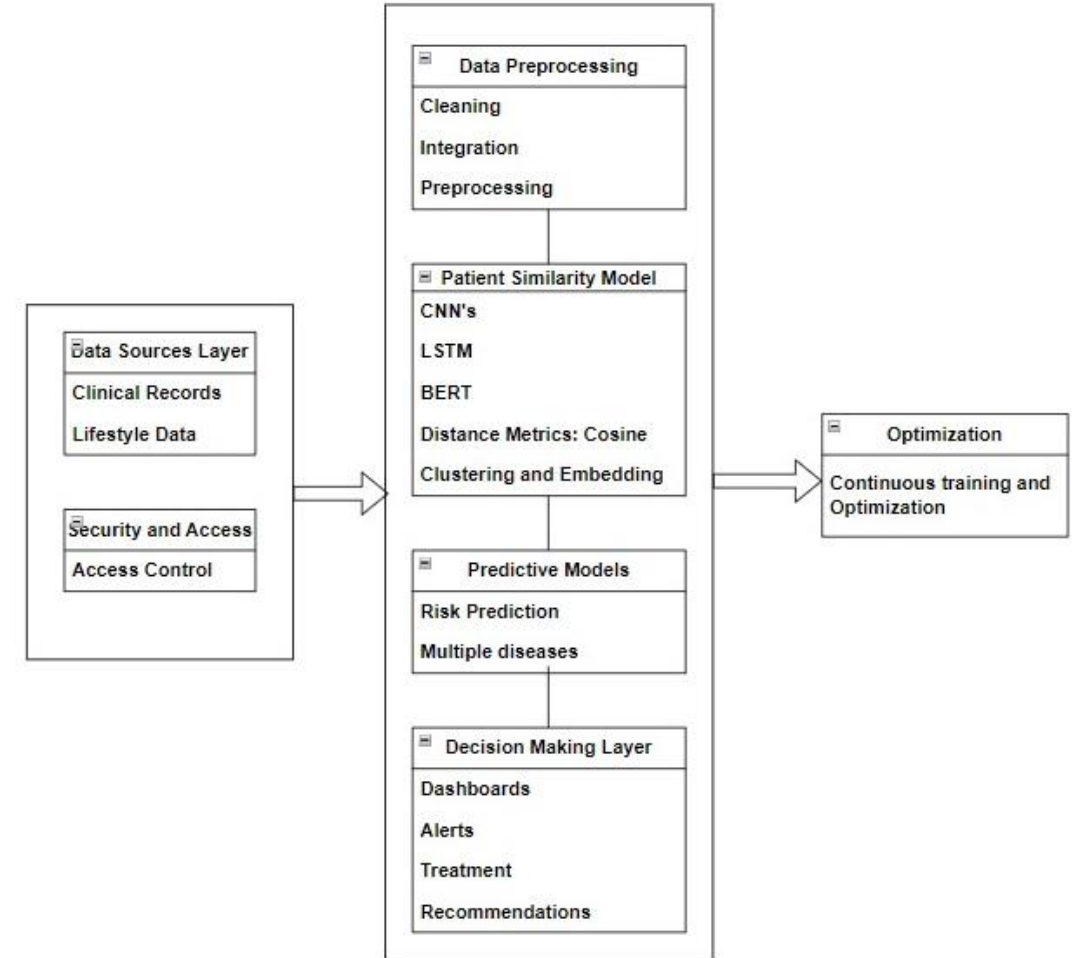 Data Sources Layer
Clinical Records
Lifestyle Data
Security and Access
Access Control
Data Preprocessing
Cleaning
Integration
Preprocessing
Patient Similarity Model
CNN's
LSTM
BERT
Distance Metrics: Cosine
Clustering and Embedding
Predictive Models
Risk Prediction
Multiple diseases
Decision Making Layer
Dashboards
Alerts
Treatment
Recommendations
Optimization
Continuous training and
Optimization